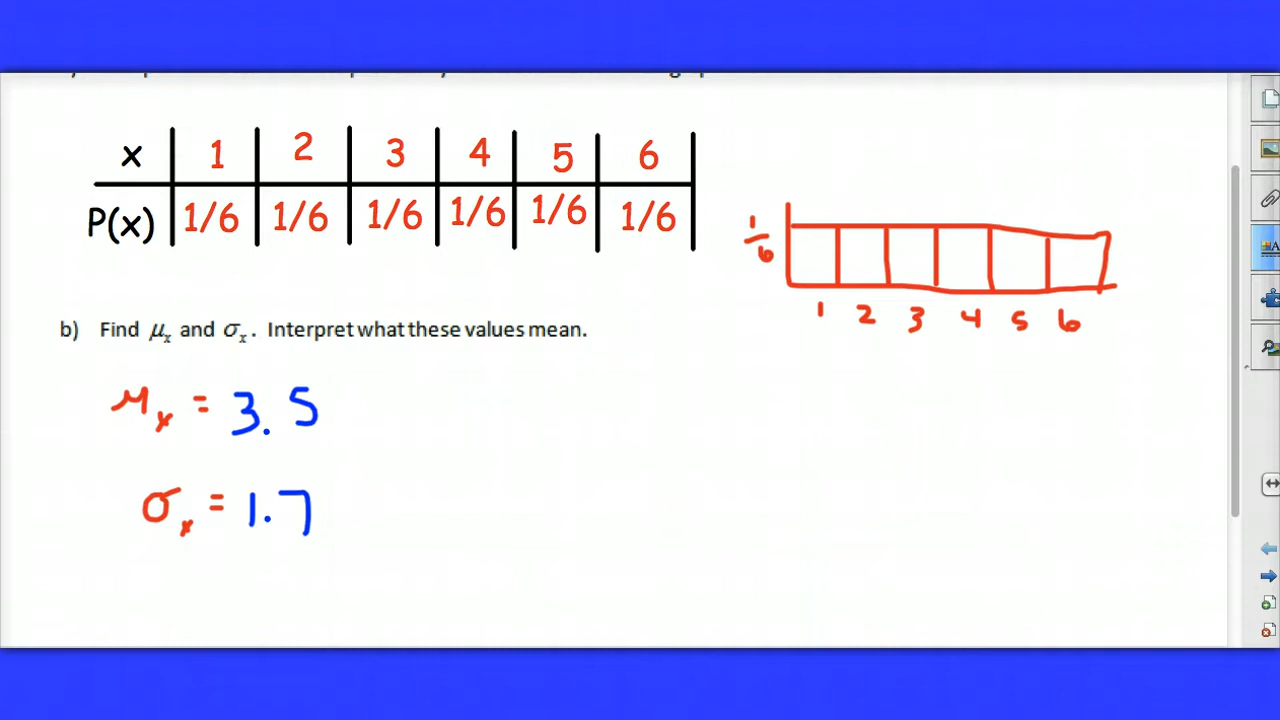 x 1 2 3 4 5 6
P(x) 1/6 1/6 1/6 1/6 1/6 1/6
1/6
1 2 3 4 5 6
b) Find μx and σx. Interpret what these values mean.
μx = 3.5
σx = 1.7